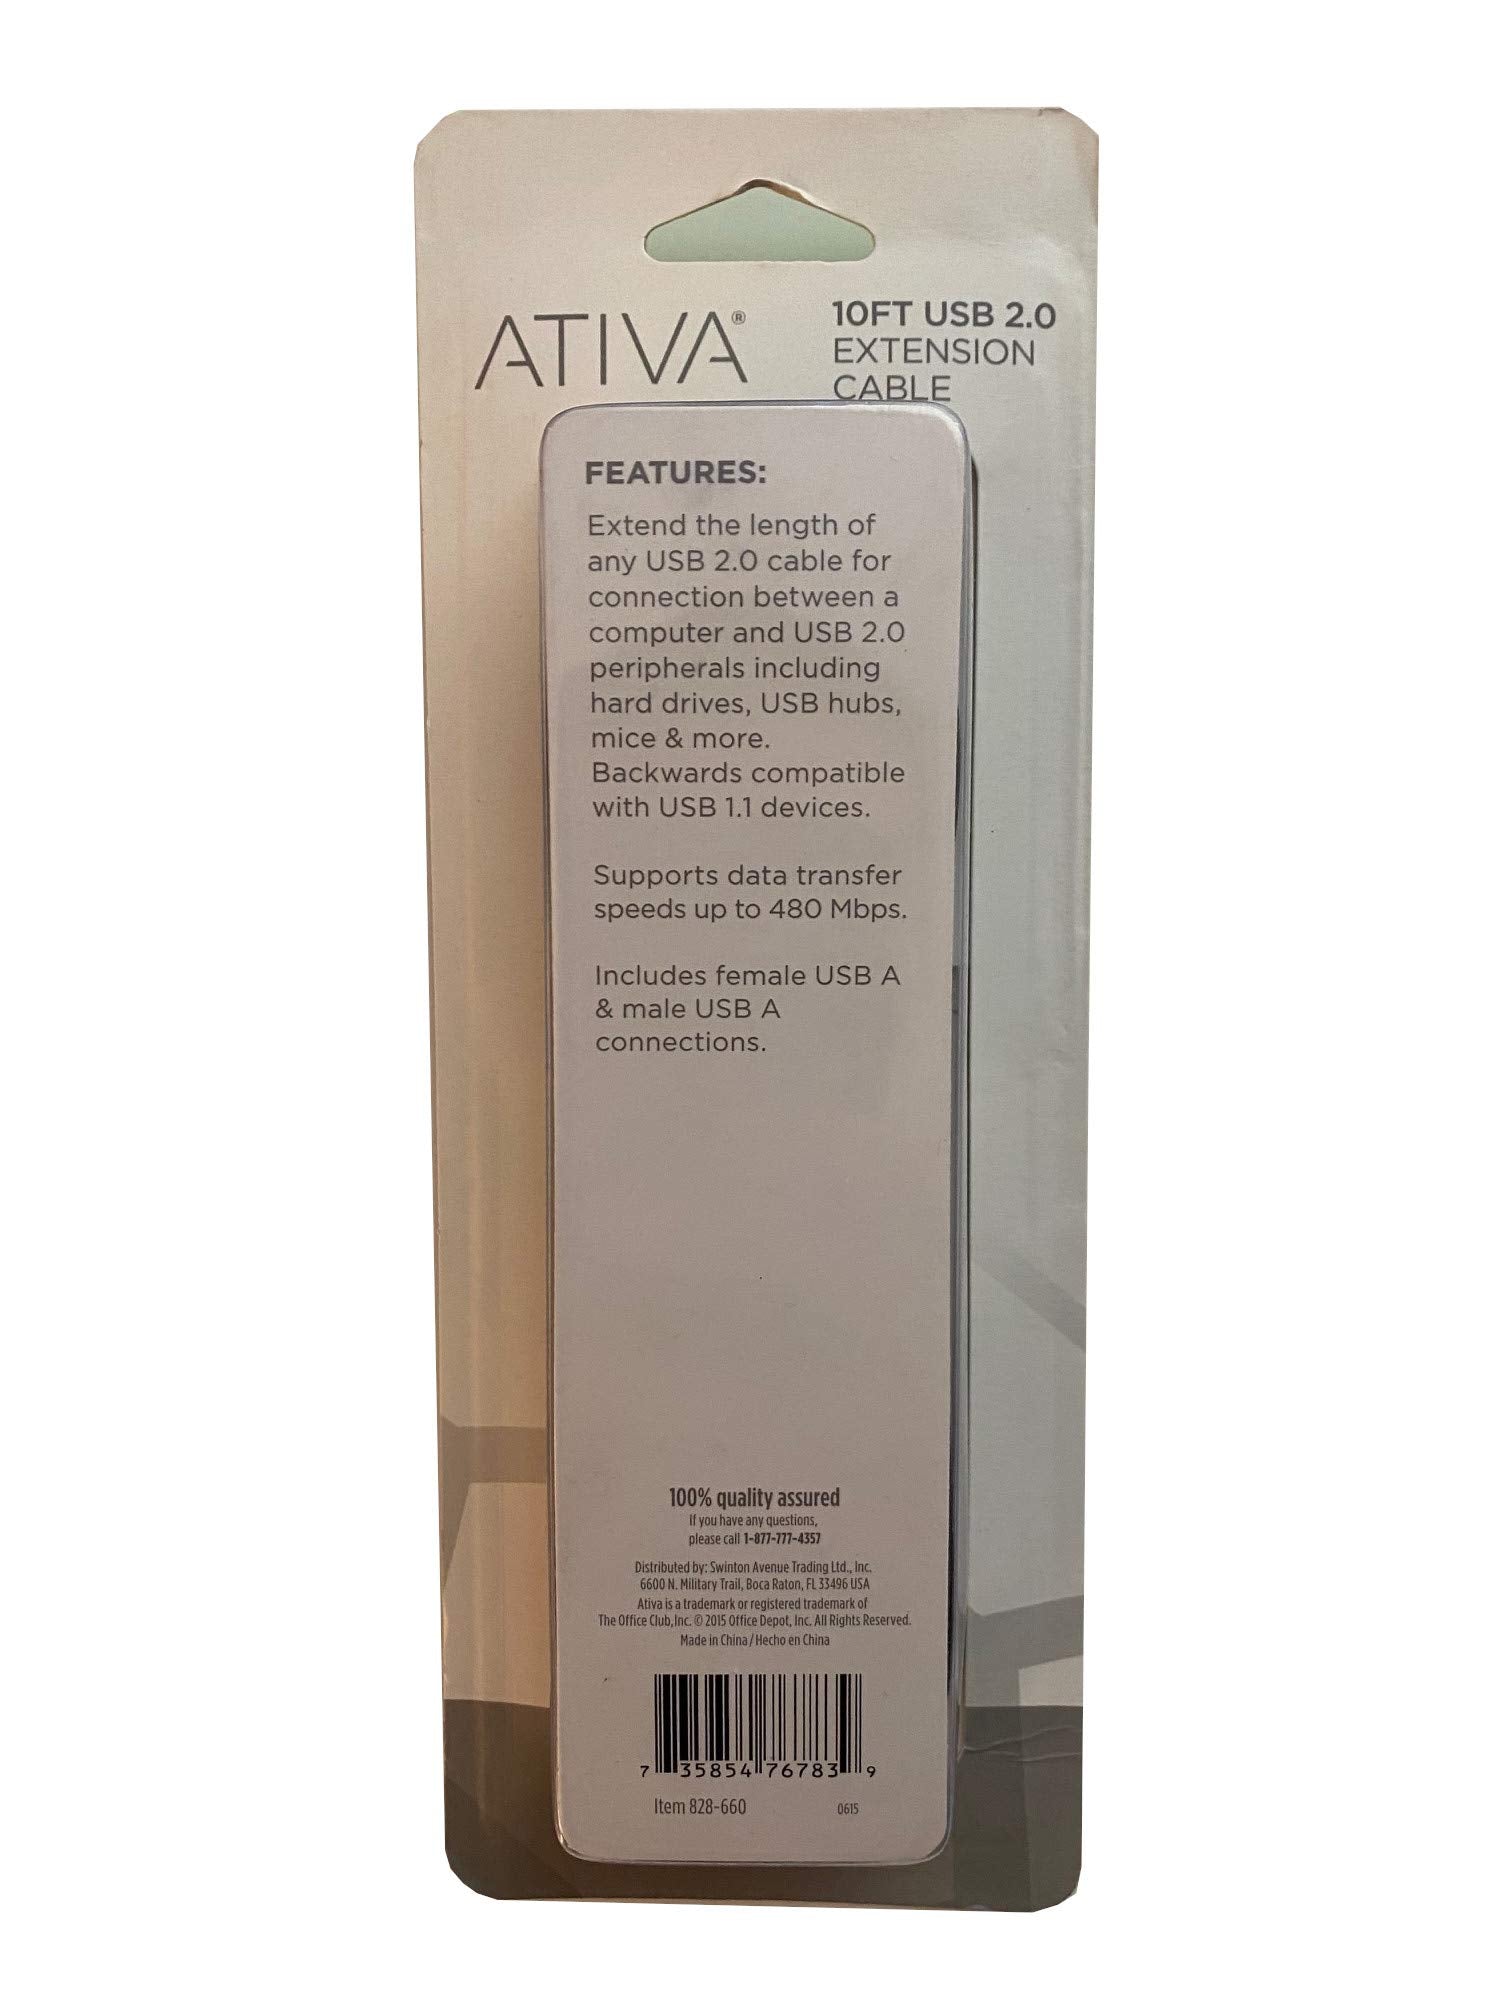 ATIVA®
10FT USB 2.0
EXTENSION
CABLE
FEATURES:
Extend the length of
any USB 2.0 cable for
connection between a
computer and USB 2.0
peripherals including
hard drives, USB hubs,
mice & more.
Backwards compatible
with USB 1.1 devices.
Supports data transfer
speeds up to 480 Mbps.
Includes female USB A
& male USB A
connections.
100% quality assured
If you have any questions,
please call 1-877-777-4357
Distributed by: Swinton Avenue Trading Ltd., Inc.
6600 N. Military Trail, Boca Raton, FL 33496 USA
Ativa is a trademark or registered trademark of
The Office Club,Inc. © 2015 Office Depot, Inc. All Rights Reserved.
Made in China / Hecho en China
7 35854 76783 9
Item 828-660 0615